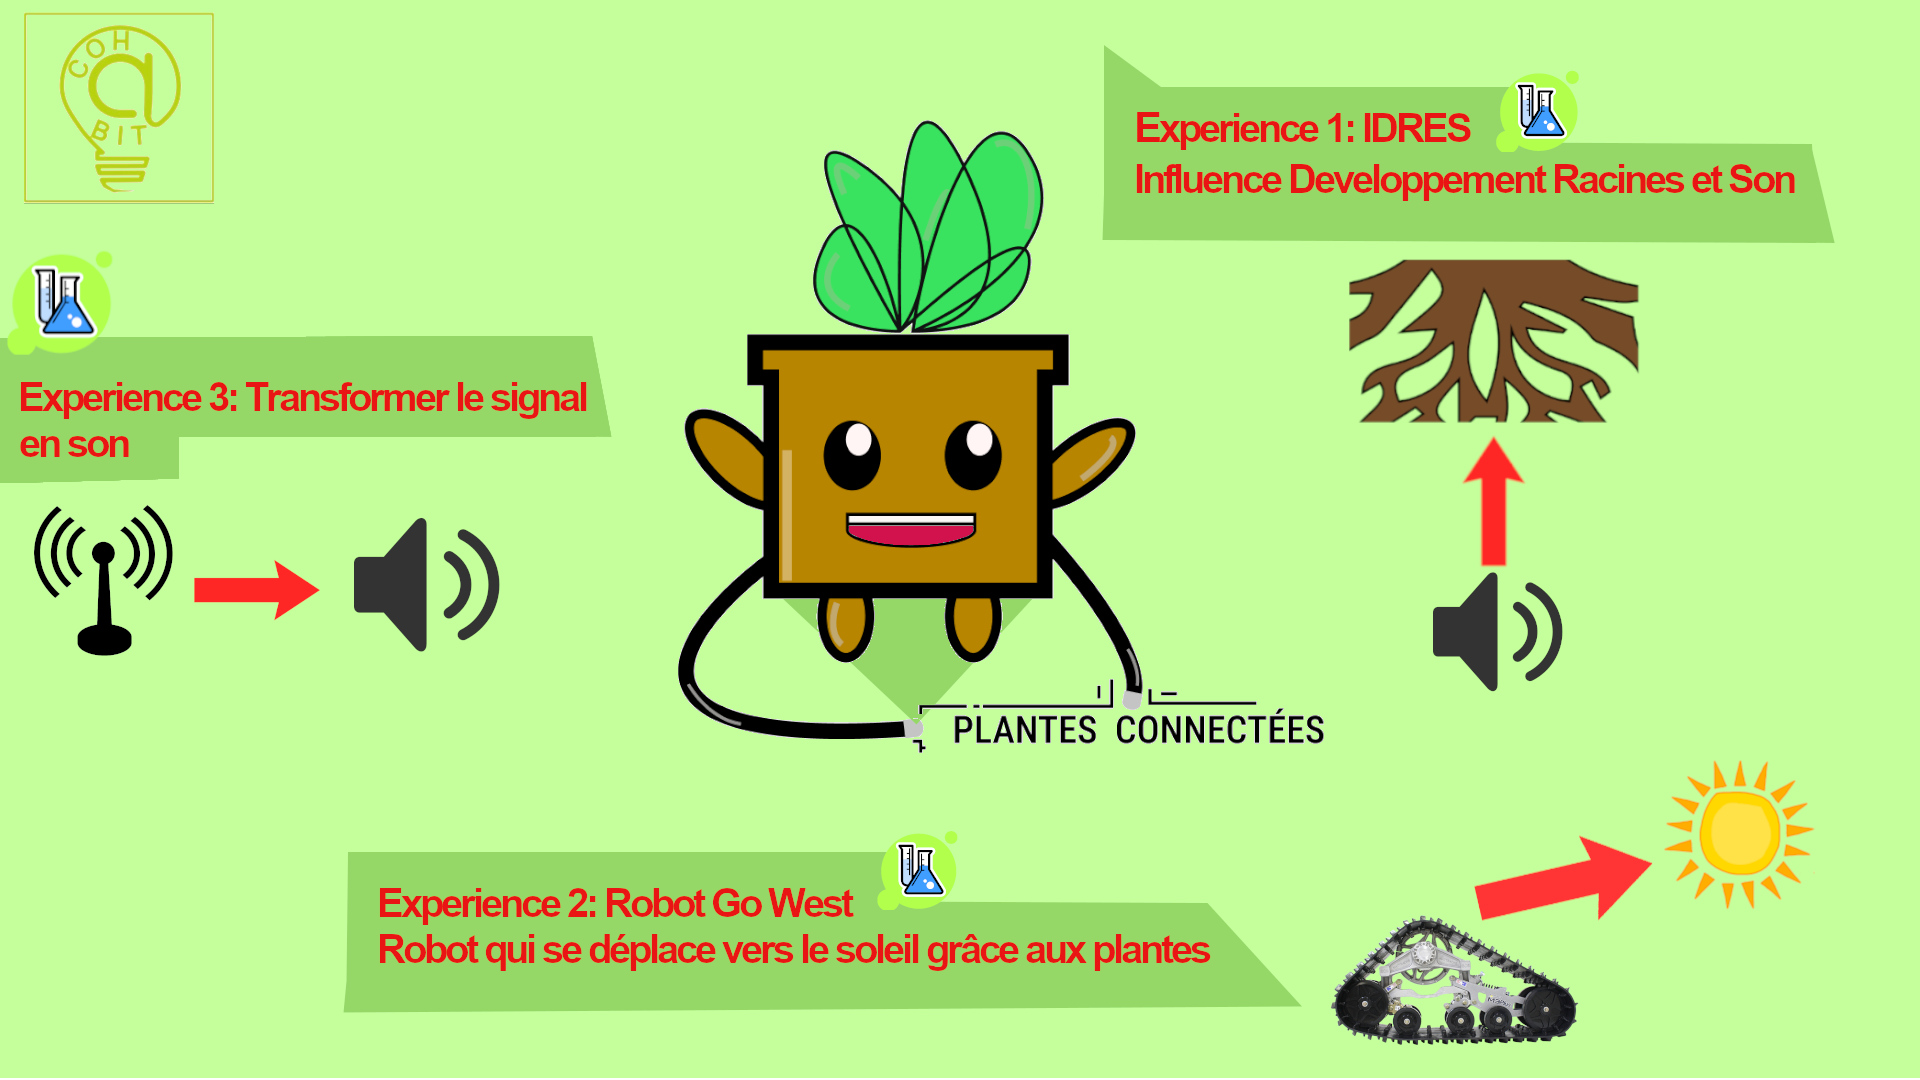 COH
a
BIT
Experience 1: IDRES
Influence Developpement Racines et Son
Experience 3: Transformer le signal
en son
PLANTES CONNECTÉES
Experience 2: Robot Go West
Robot qui se déplace vers le soleil grâce aux plantes